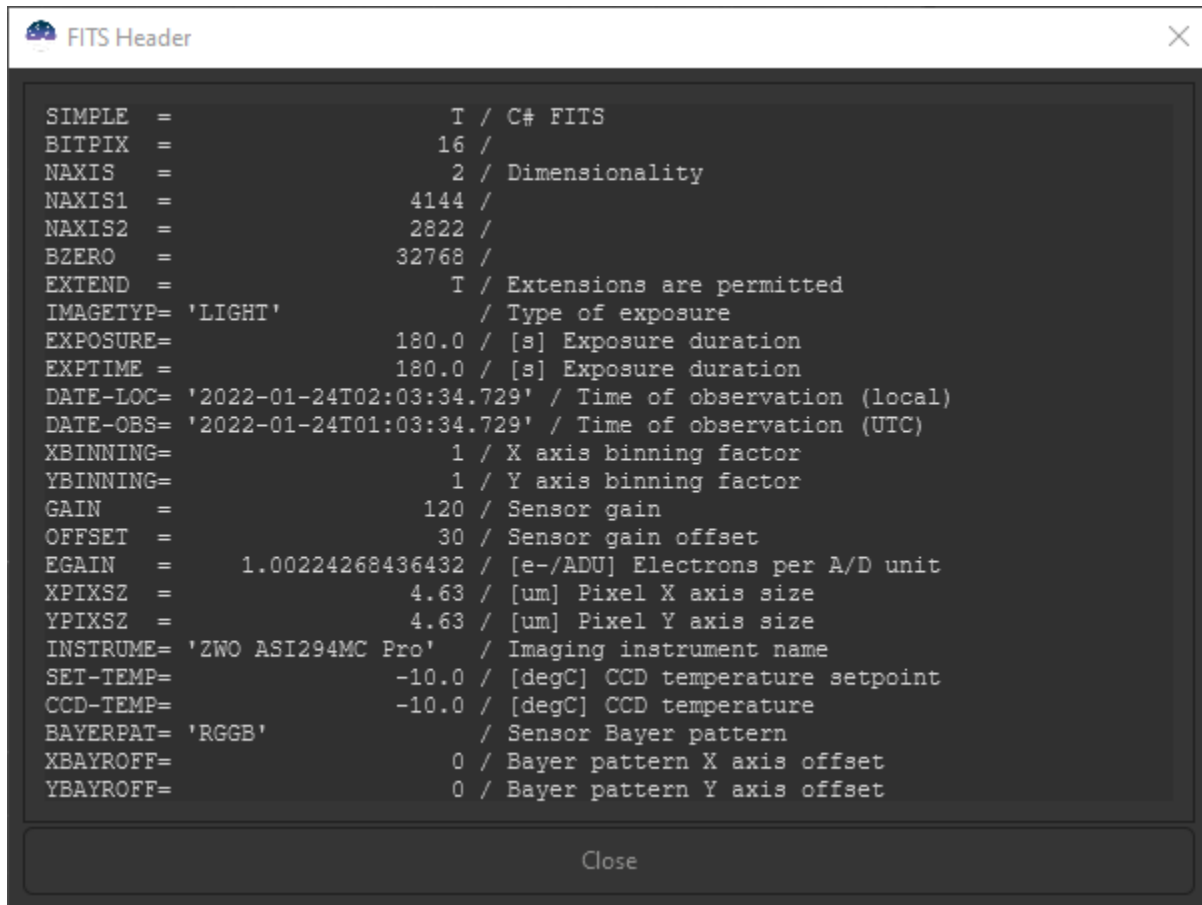 FITS Header
SIMPLE  =                    T / C# FITS
BITPIX  =                   16 /
NAXIS   =                    2 / Dimensionality
NAXIS1  =                 4144 /
NAXIS2  =                 2822 /
BZERO   =                32768 /
EXTEND  =                    T / Extensions are permitted
IMAGETYP= 'LIGHT'              / Type of exposure
EXPOSURE=                180.0 / [s] Exposure duration
EXPTIME =                180.0 / [s] Exposure duration
DATE-LOC= '2022-01-24T02:03:34.729' / Time of observation (local)
DATE-OBS= '2022-01-24T01:03:34.729' / Time of observation (UTC)
XBINNING=                    1 / X axis binning factor
YBINNING=                    1 / Y axis binning factor
GAIN    =                  120 / Sensor gain
OFFSET  =                   30 / Sensor gain offset
EGAIN   =     1.00224268436432 / [e-/ADU] Electrons per A/D unit
XPIXSZ  =                 4.63 / [um] Pixel X axis size
YPIXSZ  =                 4.63 / [um] Pixel Y axis size
INSTRUME= 'ZWO ASI294MC Pro'   / Imaging instrument name
SET-TEMP=                -10.0 / [degC] CCD temperature setpoint
CCD-TEMP=                -10.0 / [degC] CCD temperature
BAYERPAT= 'RGGB'               / Sensor Bayer pattern
XBAYROFF=                    0 / Bayer pattern X axis offset
YBAYROFF=                    0 / Bayer pattern Y axis offset
Close